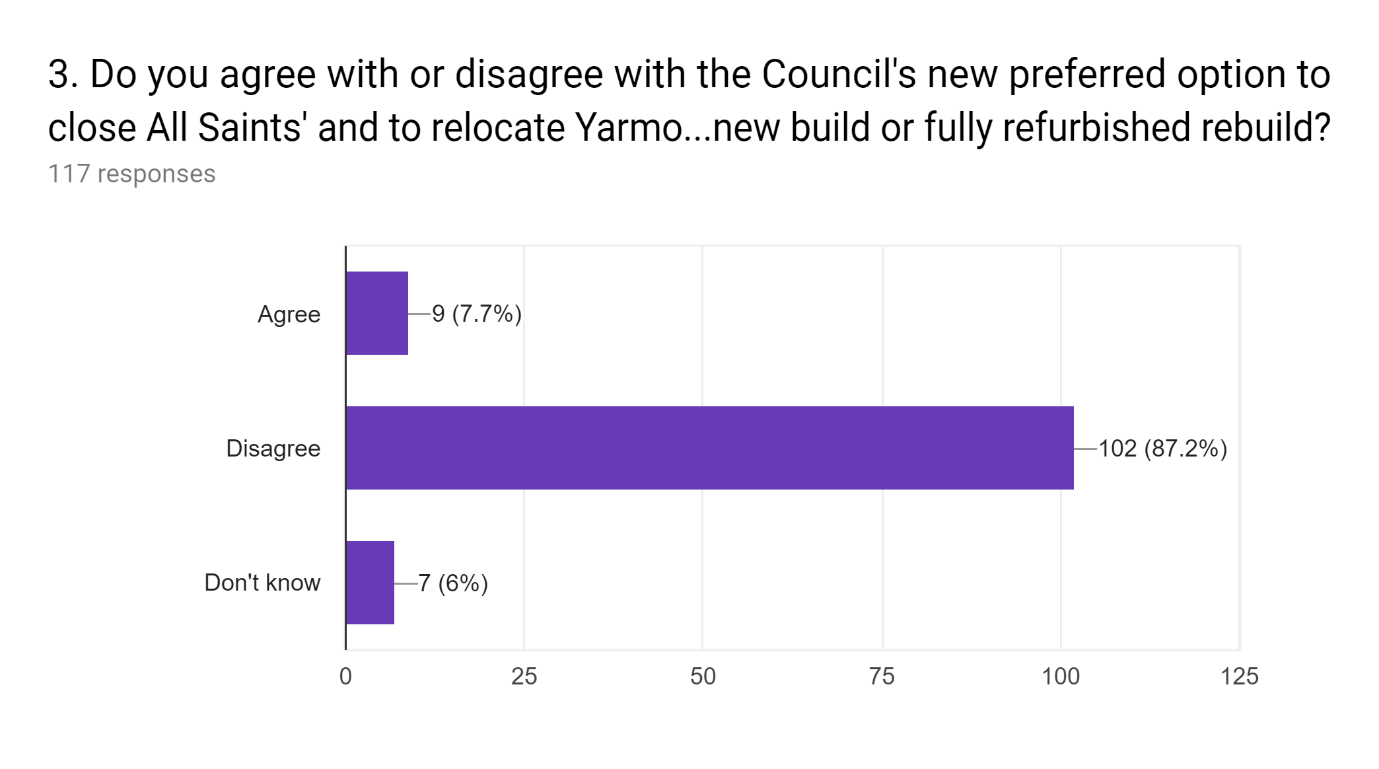 3. Do you agree with or disagree with the Council's new preferred option to
close All Saints' and to relocate Yarmo...new build or fully refurbished rebuild?
117 responses
Agree
9 (7.7%)
Disagree
102 (87.2%)
Don't know
7 (6%)
0 25 50 75 100 125